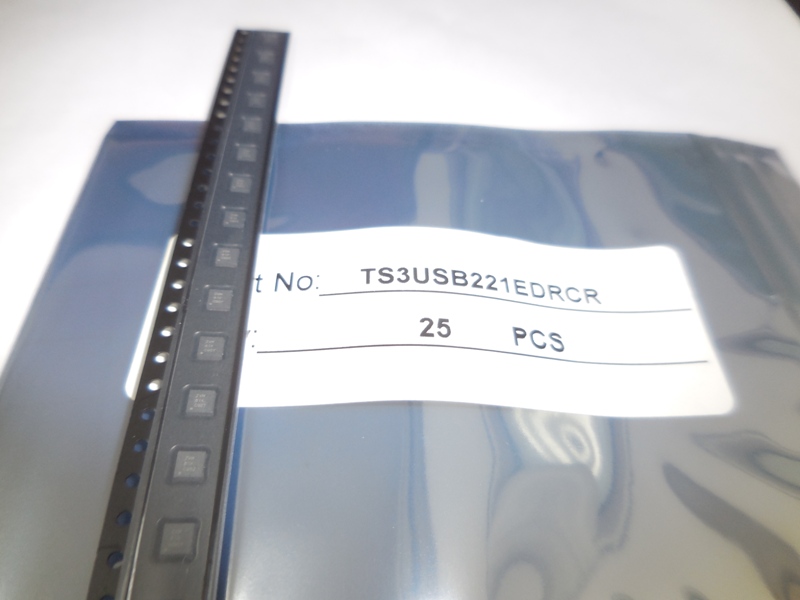 t No: TS3USB221EDRCR
: 25 PCS